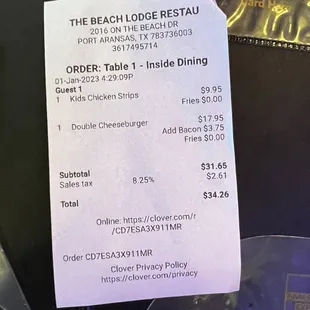 THE BEACH LODGE RESTAU
2016 ON THE BEACH DR
PORT ARANSAS, TX 783736003
3617495714
ORDER: Table 1 - Inside Dining
01-Jan-2023 4:29:09P
Guest 1
1 Kids Chicken Strips $9.95
Fries $0.00
1 Double Cheeseburger $17.95
Add Bacon $3.75
Fries $0.00
Subtotal $31.65
Sales tax 8.25% $2.61
Total $34.26
Online: https://clover.com/r
/CD7ESA3X911MR
Order CD7ESA3X911MR
Clover Privacy Policy
https://clover.com/privacy